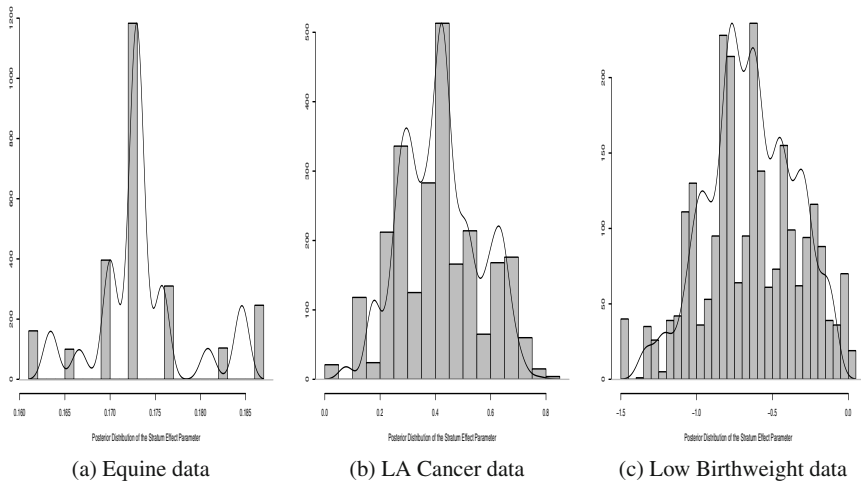 1200
1000
800
600
400
200
0
0.160 0.165 0.170 0.175 0.180 0.185
Posterior Distribution of the Stratum Effect Parameter
(a) Equine data
500
400
300
200
100
0
0.0 0.2 0.4 0.6 0.8
Posterior Distribution of the Stratum Effect Parameter
(b) LA Cancer data
200
150
100
50
0
−1.5 −1.0 −0.5 0.0
Posterior Distribution of the Stratum Effect Parameter
(c) Low Birthweight data